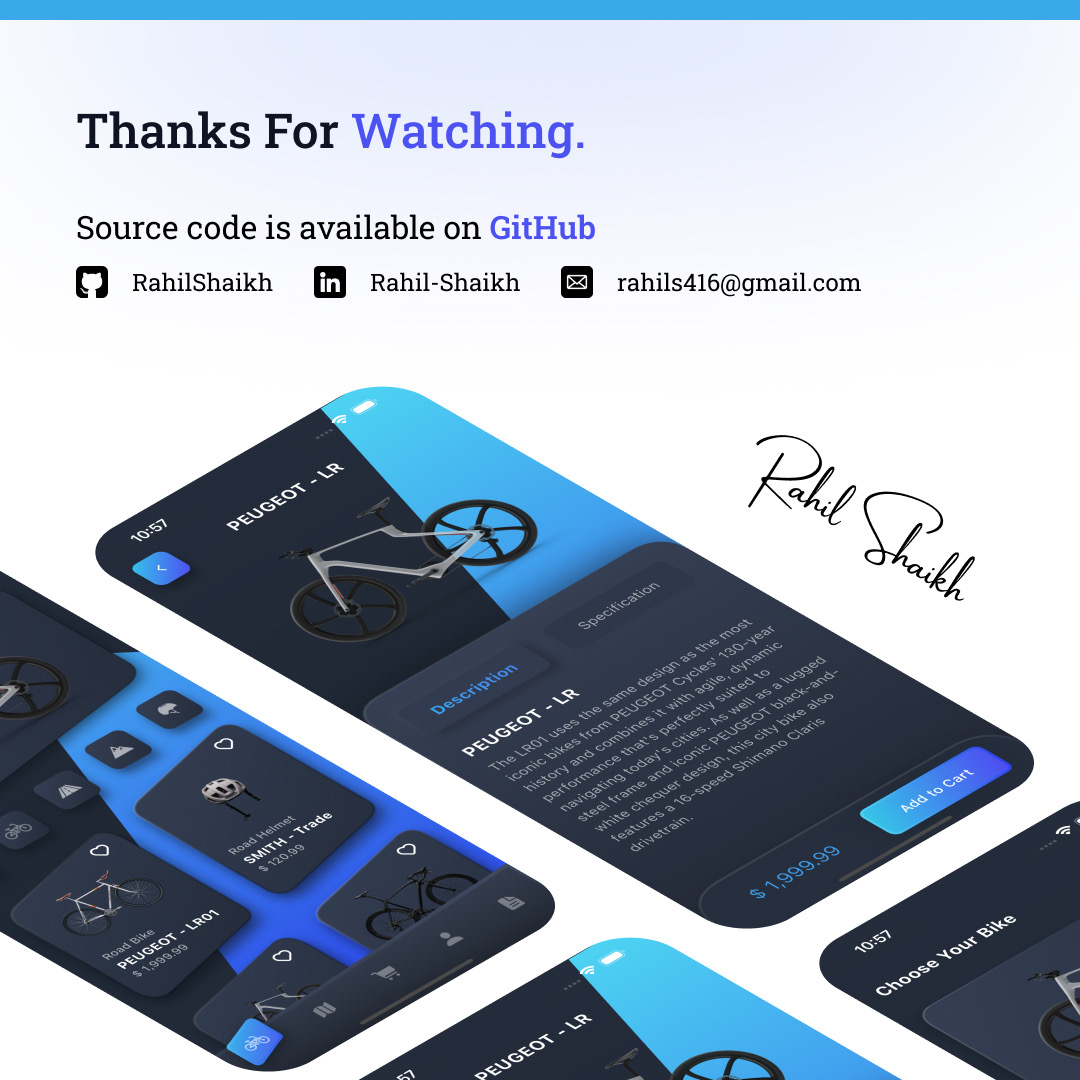 Thanks For Watching.
Source code is available on GitHub
RahilShaikh
in
Rahil-Shaikh
rahils416@gmail.com
Rahil Shaikh
10:57
PEUGEOT - LR
Description
Specification
PEUGEOT - LR
The LR01 uses the same design as the most
iconic bikes from PEUGEOT Cycles' 130-year
history and combines it with agile, dynamic
performance that's perfectly suited to
navigating today's cities. As well as a lugged
steel frame and iconic PEUGEOT black-and-
white chequer design, this city bike also
features a 16-speed Shimano Claris
drivetrain.
$ 1,999.99
Add to Cart
Road Helmet
SMITH - Trade
$ 120.99
Road Bike
PEUGEOT - LR01
$ 1,999.99
10:57
Choose Your Bike
PEUGEOT - LR
57